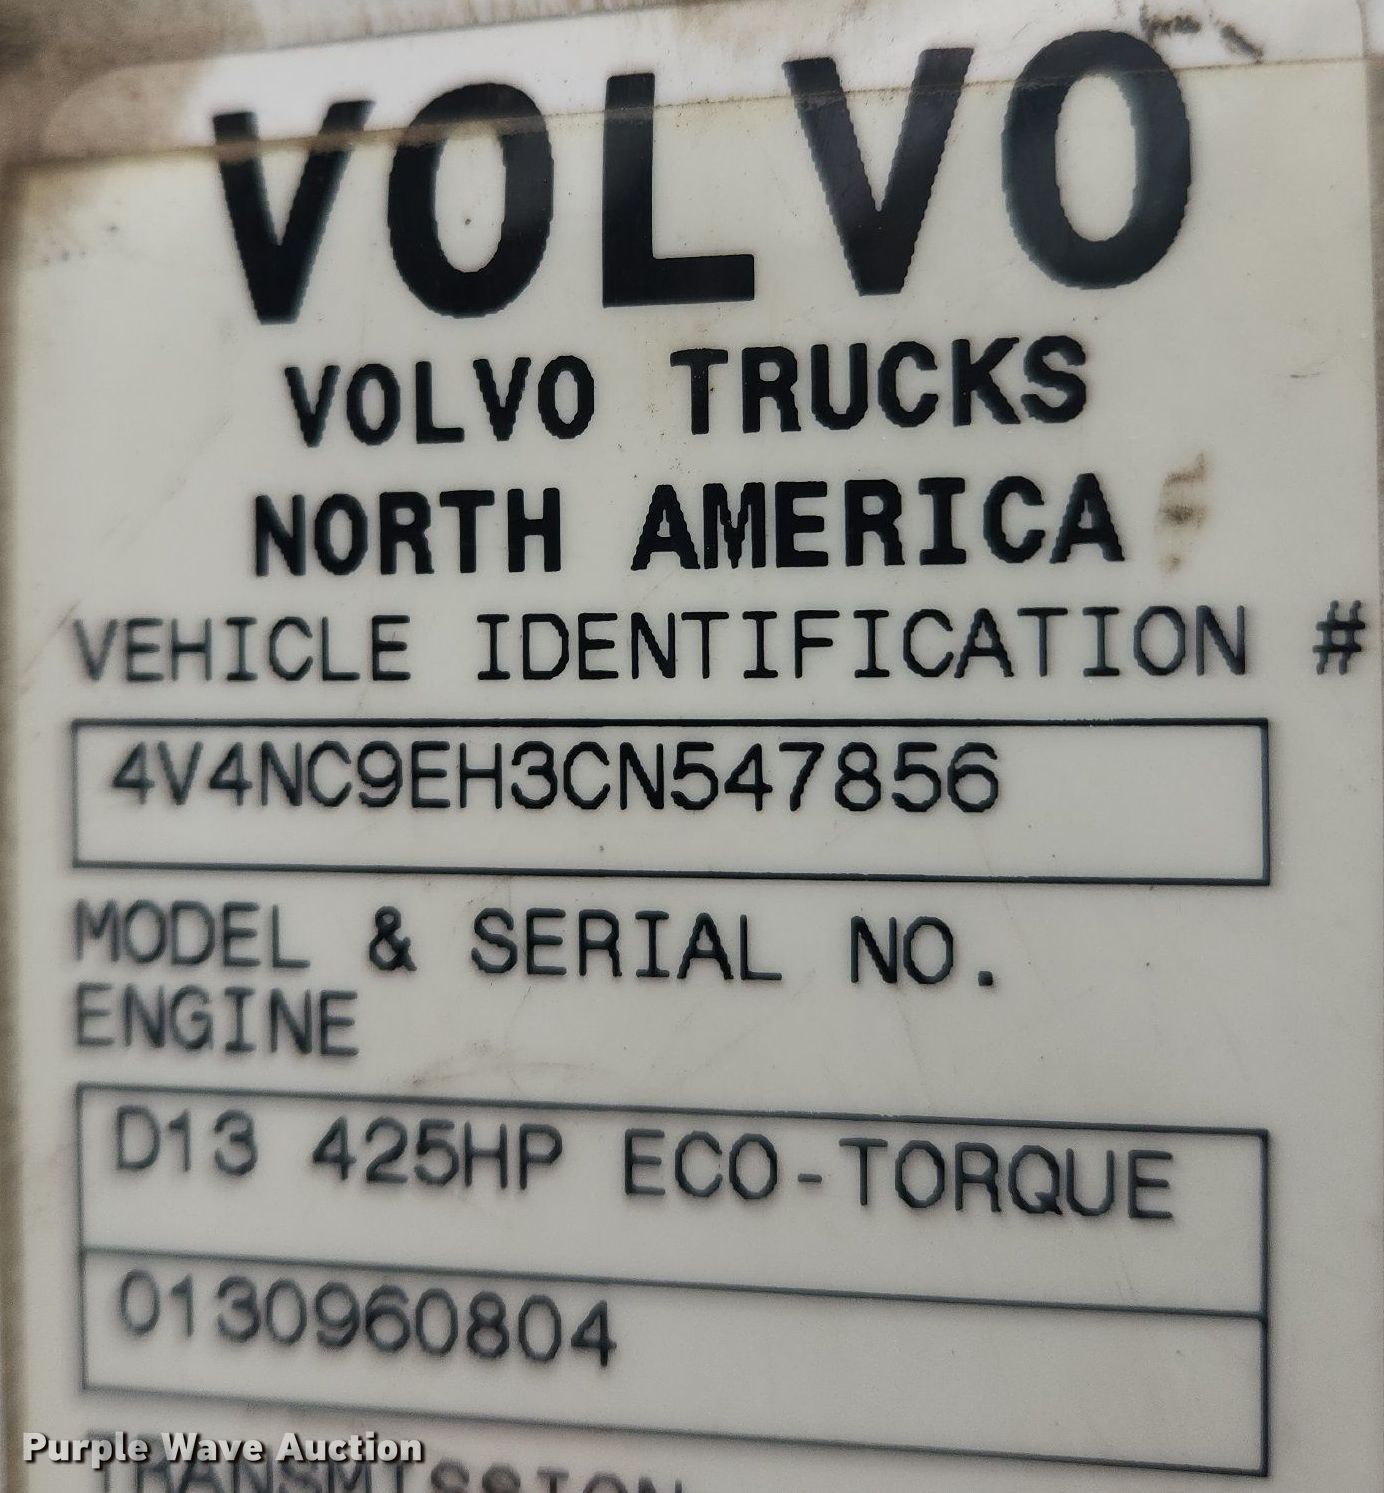 VOLVO
VOLVO TRUCKS
NORTH AMERICA
VEHICLE IDENTIFICATION #
4V4NC9EH3CN547856
MODEL & SERIAL NO.
ENGINE
D13 425HP ECO-TORQUE
0130960804
Purple Wave Auction
TRANSMISSION